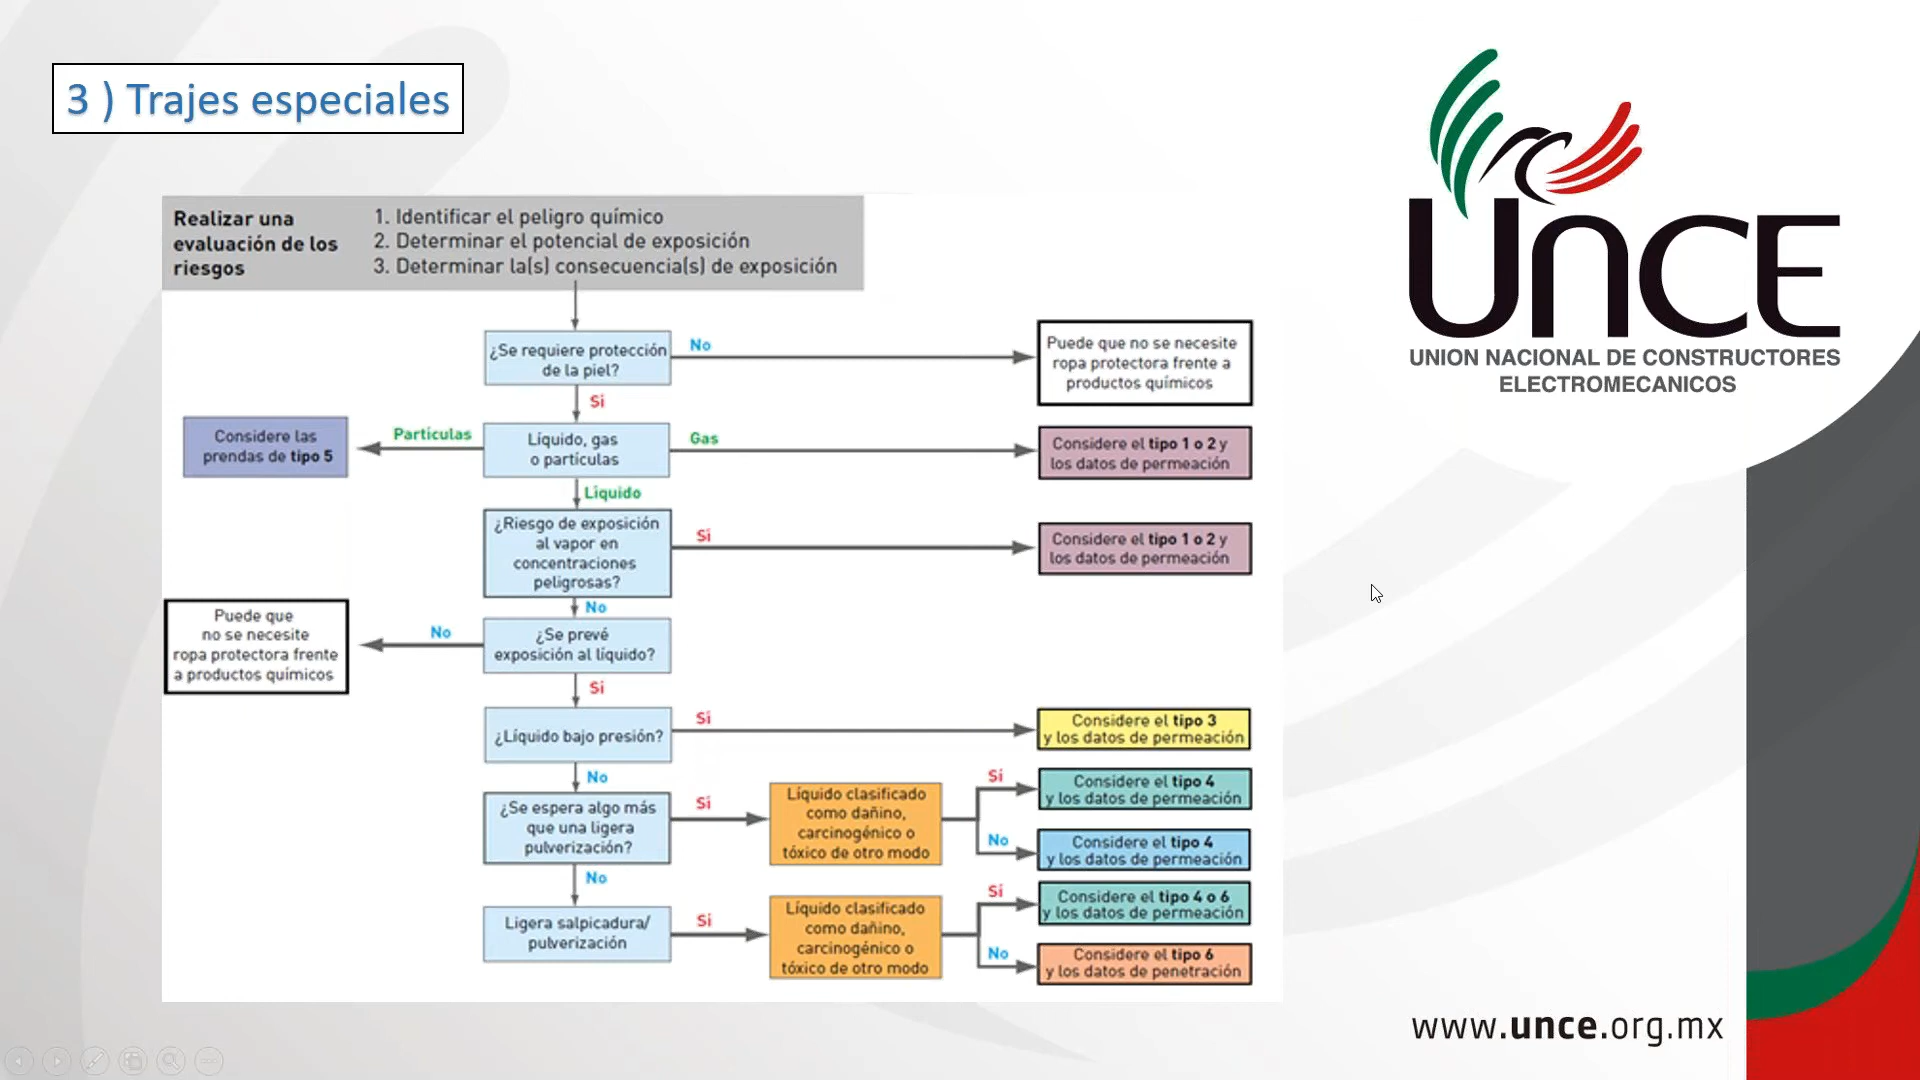 3 ) Trajes especiales
UNCE
UNION NACIONAL DE CONSTRUCTORES
ELECTROMECANICOS
Realizar una
evaluación de los
riesgos
1. Identificar el peligro químico
2. Determinar el potencial de exposición
3. Determinar la(s) consecuencia(s) de exposición
¿Se requiere protección
de la piel?
No
Puede que no se necesite
ropa protectora frente a
productos químicos
Sí
Considere las
prendas de tipo 5
Partículas
Líquido, gas
o partículas
Gas
Considere el tipo 1 o 2 y
los datos de permeación
Líquido
¿Riesgo de exposición
al vapor en
concentraciones
peligrosas?
Sí
Considere el tipo 1 o 2 y
los datos de permeación
No
Puede que
no se necesite
ropa protectora frente
a productos químicos
No
¿Se prevé
exposición al líquido?
Sí
¿Líquido bajo presión?
Sí
Considere el tipo 3
y los datos de permeación
No
¿Se espera algo más
que una ligera
pulverización?
Sí
Líquido clasificado
como dañino,
carcinogénico o
tóxico de otro modo
Sí
Considere el tipo 4
y los datos de permeación
No
Considere el tipo 4
y los datos de permeación
No
Ligera salpicadura/
pulverización
Sí
Líquido clasificado
como dañino,
carcinogénico o
tóxico de otro modo
Sí
Considere el tipo 4 o 6
y los datos de permeación
No
Considere el tipo 6
y los datos de penetración
www.unce.org.mx